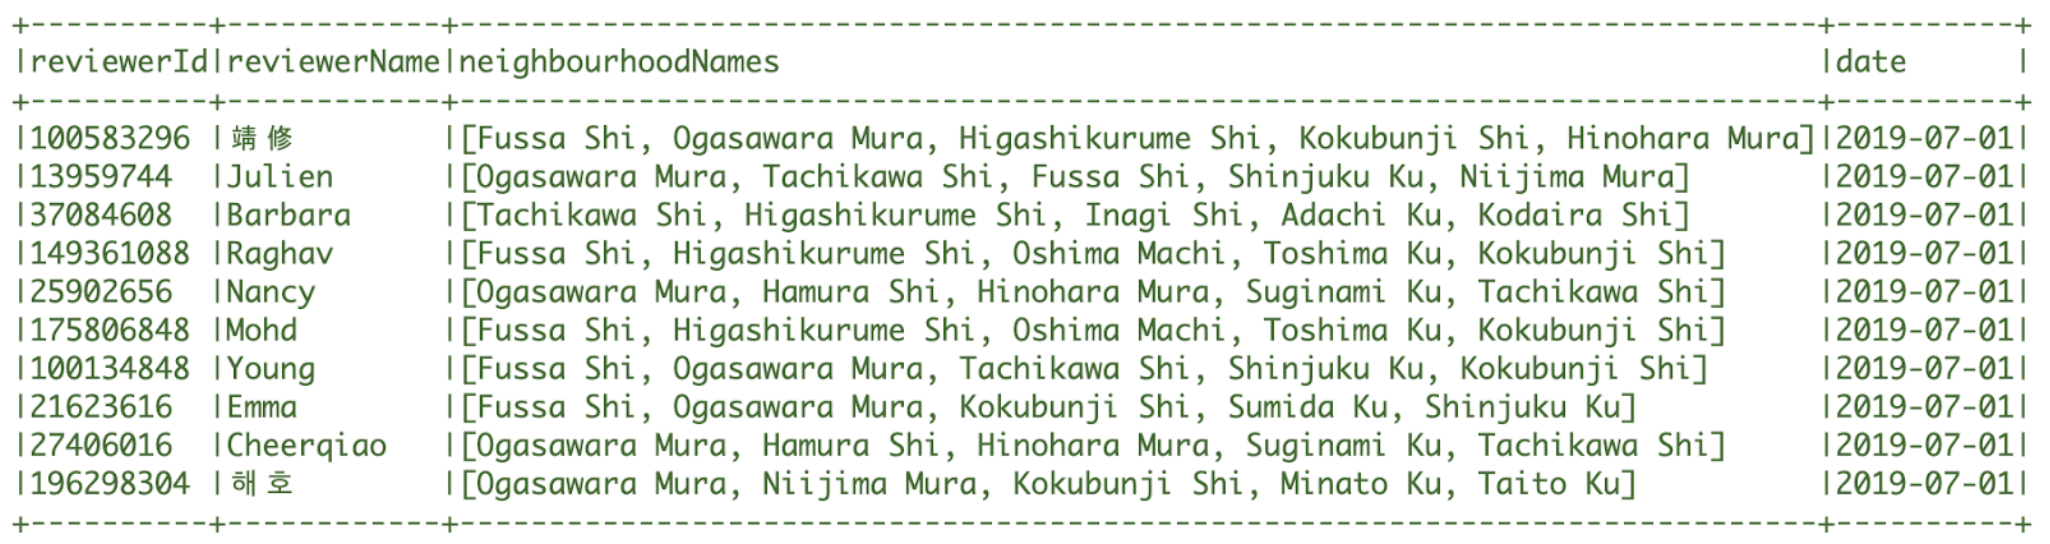 +----------+------------+----------------------------------------------------------------------------+----------+
|reviewerId|reviewerName|neighbourhoodNames                                                          |date      |
+----------+------------+----------------------------------------------------------------------------+----------+
|100583296 |靖修        |[Fussa Shi, Ogasawara Mura, Higashikurume Shi, Kokubunji Shi, Hinohara Mura]|2019-07-01|
|13959744  |Julien      |[Ogasawara Mura, Tachikawa Shi, Fussa Shi, Shinjuku Ku, Niijima Mura]       |2019-07-01|
|37084608  |Barbara     |[Tachikawa Shi, Higashikurume Shi, Inagi Shi, Adachi Ku, Kodaira Shi]       |2019-07-01|
|149361088 |Raghav      |[Fussa Shi, Higashikurume Shi, Oshima Machi, Toshima Ku, Kokubunji Shi]     |2019-07-01|
|25902656  |Nancy       |[Ogasawara Mura, Hamura Shi, Hinohara Mura, Suginami Ku, Tachikawa Shi]     |2019-07-01|
|175806848 |Mohd        |[Fussa Shi, Higashikurume Shi, Oshima Machi, Toshima Ku, Kokubunji Shi]     |2019-07-01|
|100134848 |Young       |[Fussa Shi, Ogasawara Mura, Tachikawa Shi, Shinjuku Ku, Kokubunji Shi]      |2019-07-01|
|21623616  |Emma        |[Fussa Shi, Ogasawara Mura, Kokubunji Shi, Sumida Ku, Shinjuku Ku]          |2019-07-01|
|27406016  |Cheerqiao   |[Ogasawara Mura, Hamura Shi, Hinohara Mura, Suginami Ku, Tachikawa Shi]     |2019-07-01|
|196298304 |해호        |[Ogasawara Mura, Niijima Mura, Kokubunji Shi, Minato Ku, Taito Ku]          |2019-07-01|
+----------+------------+----------------------------------------------------------------------------+----------+